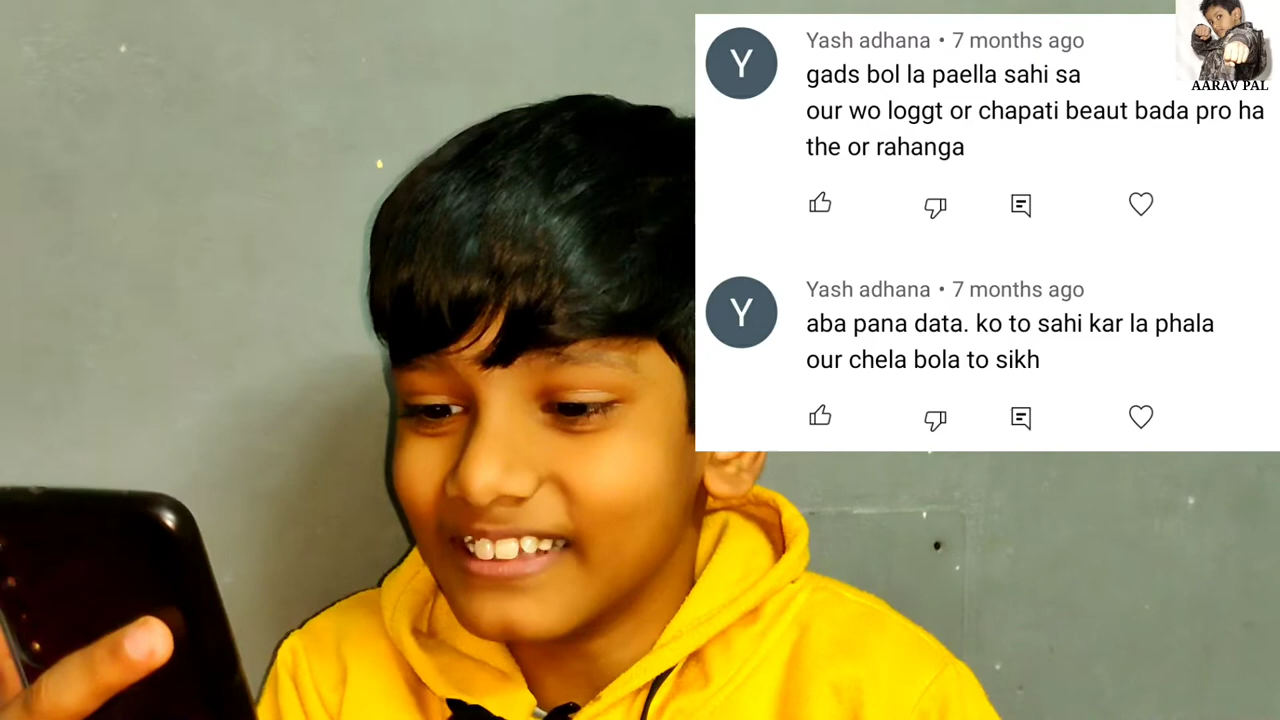 AARAV PAL
Yash adhana • 7 months ago
gads bol la paella sahi sa
our wo loggt or chapati beaut bada pro ha
the or rahanga
Yash adhana • 7 months ago
aba pana data. ko to sahi kar la phala
our chela bola to sikh